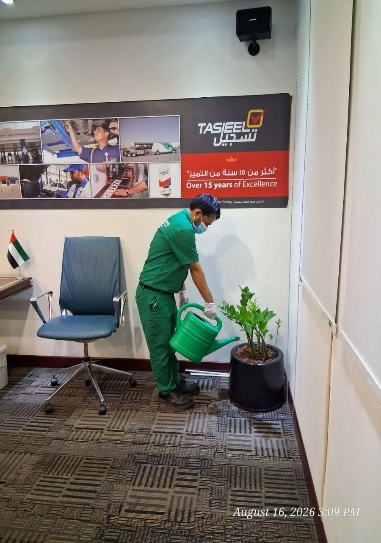 TASJEEL
تسجيل
"أكثر من ١٥ سنة من التميز"
Over 15 years of Excellence
August 16, 2026 3:09 PM